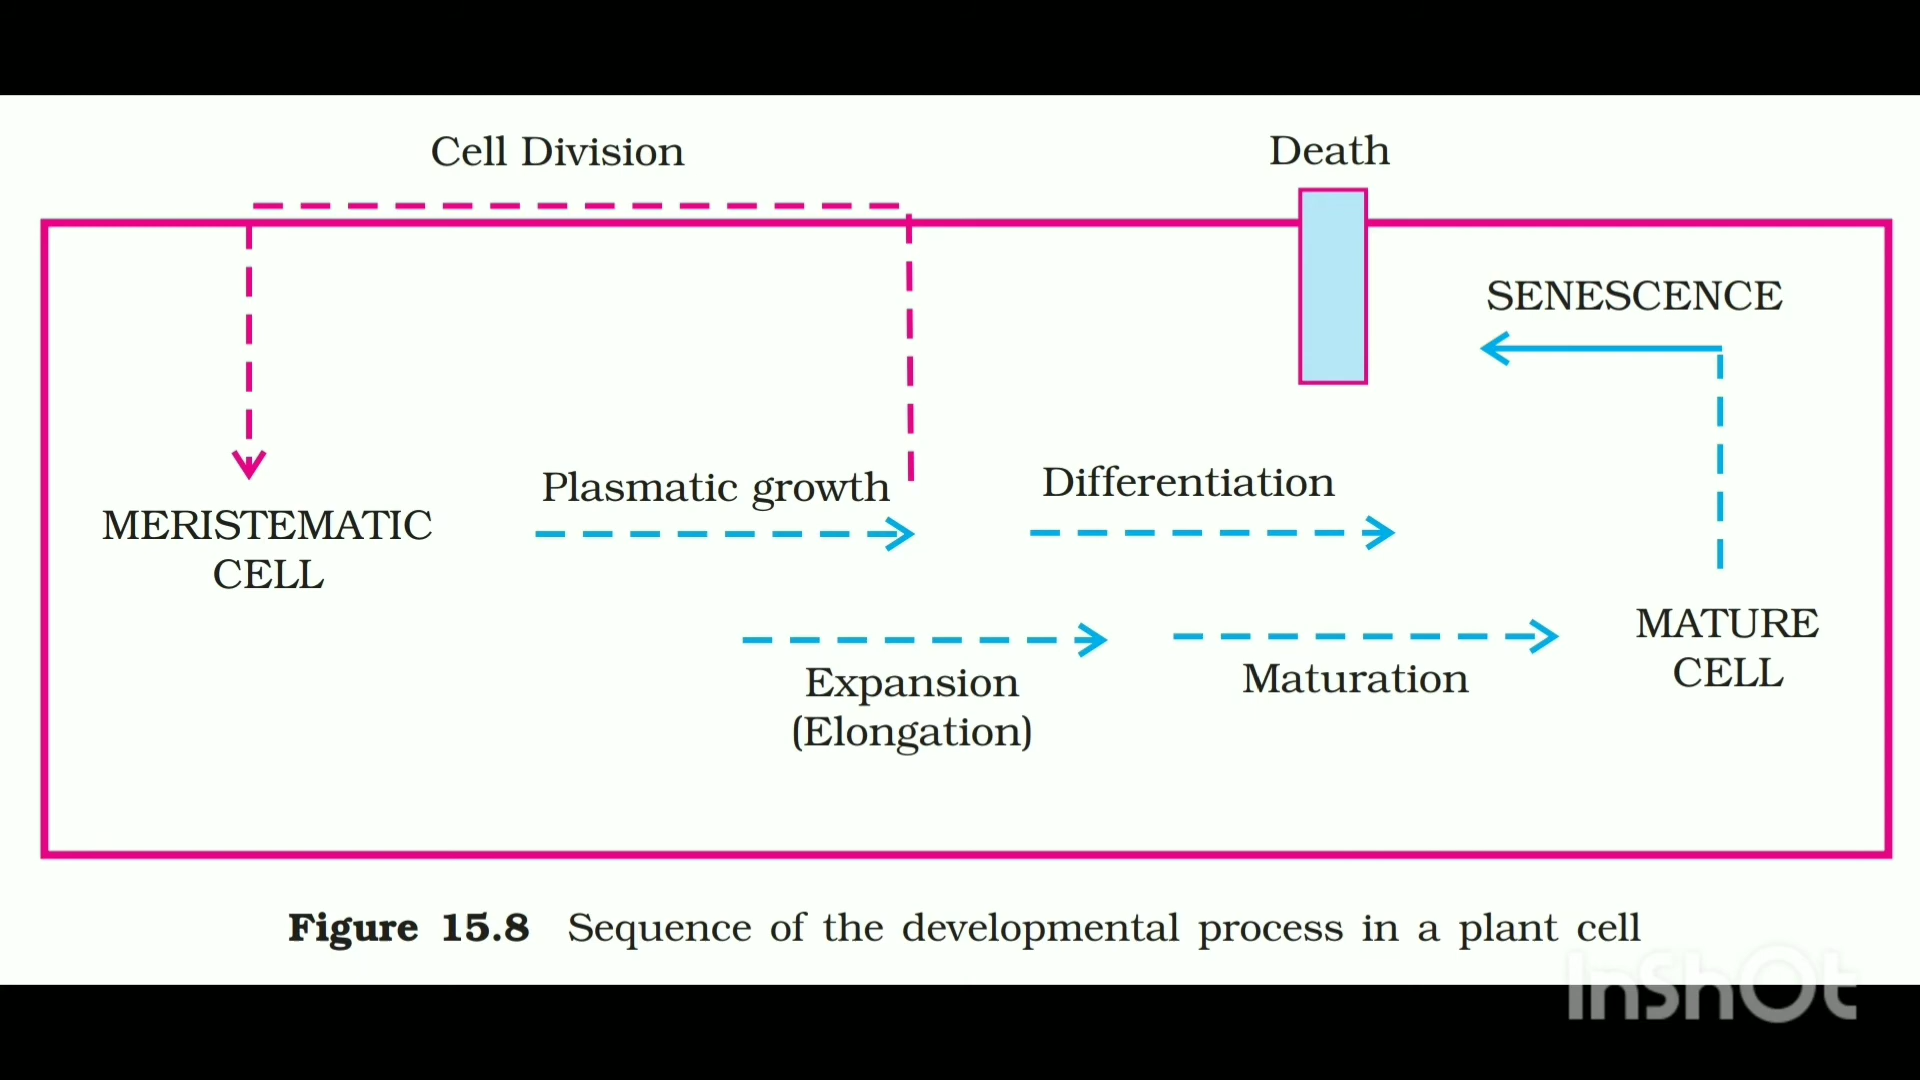 Cell Division
Death
SENESCENCE
Plasmatic growth
Differentiation
MERISTEMATIC
CELL
MATURE
CELL
Expansion
(Elongation)
Maturation
Figure 15.8 Sequence of the developmental process in a plant cell
InShOt